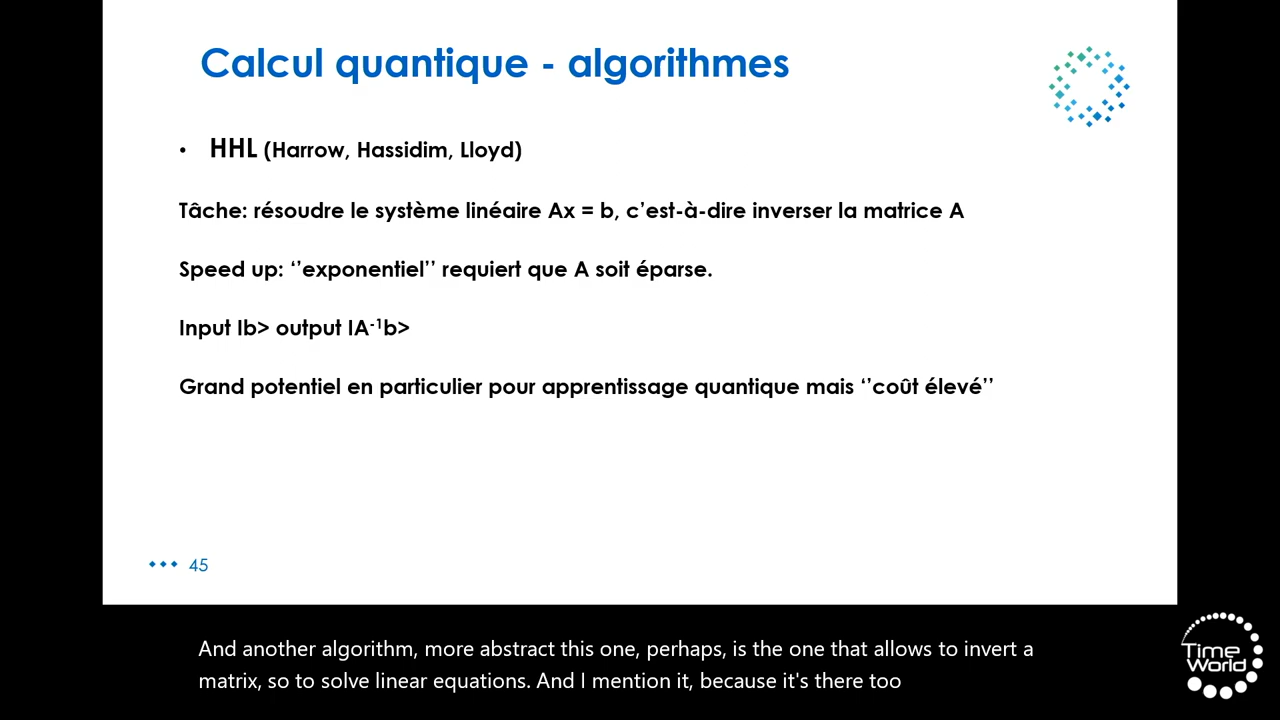 Calcul quantique - algorithmes
• HHL (Harrow, Hassidim, Lloyd)
Tâche: résoudre le système linéaire Ax = b, c’est-à-dire inverser la matrice A
Speed up: ‘’exponentiel’’ requiert que A soit éparse.
Input Ib> output IA⁻¹b>
Grand potentiel en particulier pour apprentissage quantique mais ‘’coût élevé’’
45
And another algorithm, more abstract this one, perhaps, is the one that allows to invert a
matrix, so to solve linear equations. And I mention it, because it's there too
Time
World